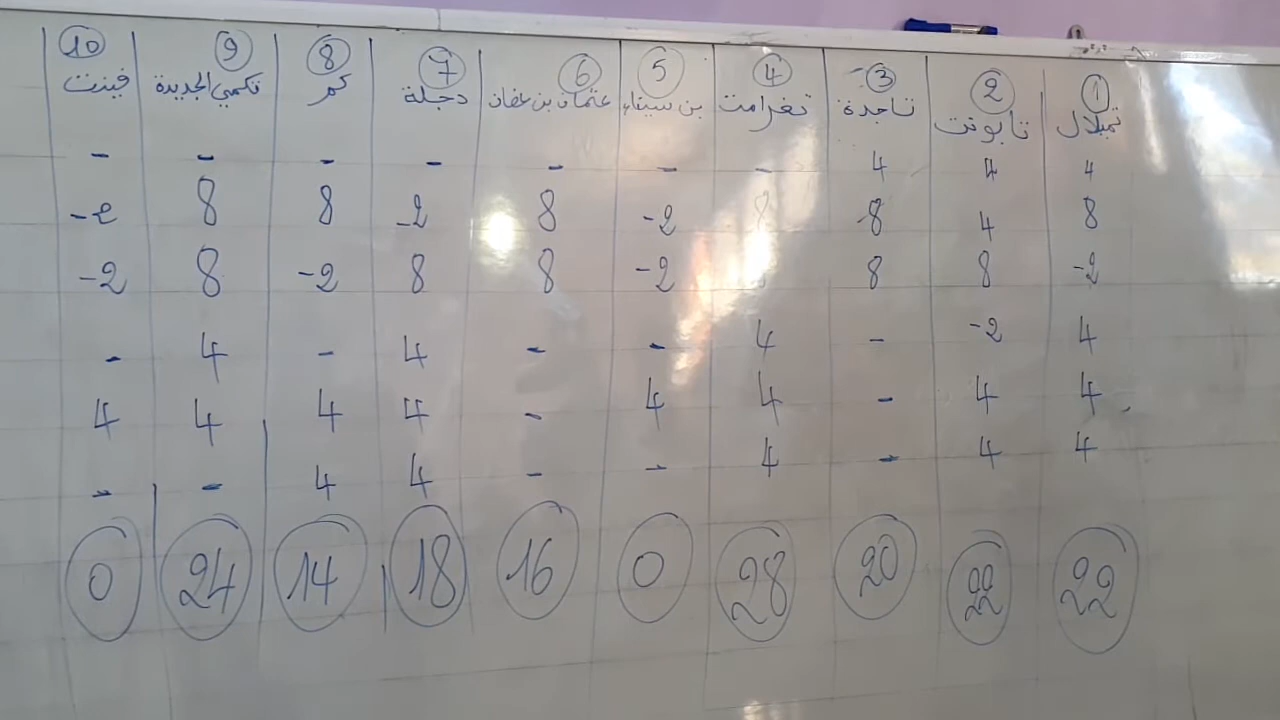 ① ② ③ ④ ⑤ ⑥ ⑦ ⑧ ⑨ ⑩
تميلال تابونت تاجدة تغرامت بن سيناء عثمان بن عفان دجلة كم تكمي الجديدة فينت
4 4 4 - - - - - - -
8 4 8 8 -2 8 -2 8 8 -2
-2 8 8 -2 8 8 -2 8 -2
4 -2 - 4 - - 4 - 4 -
4 4 - 4 4 - 4 4 4 4
4 4 - 4 - - 4 4 - -
22 22 20 28 0 16 18 14 24 0